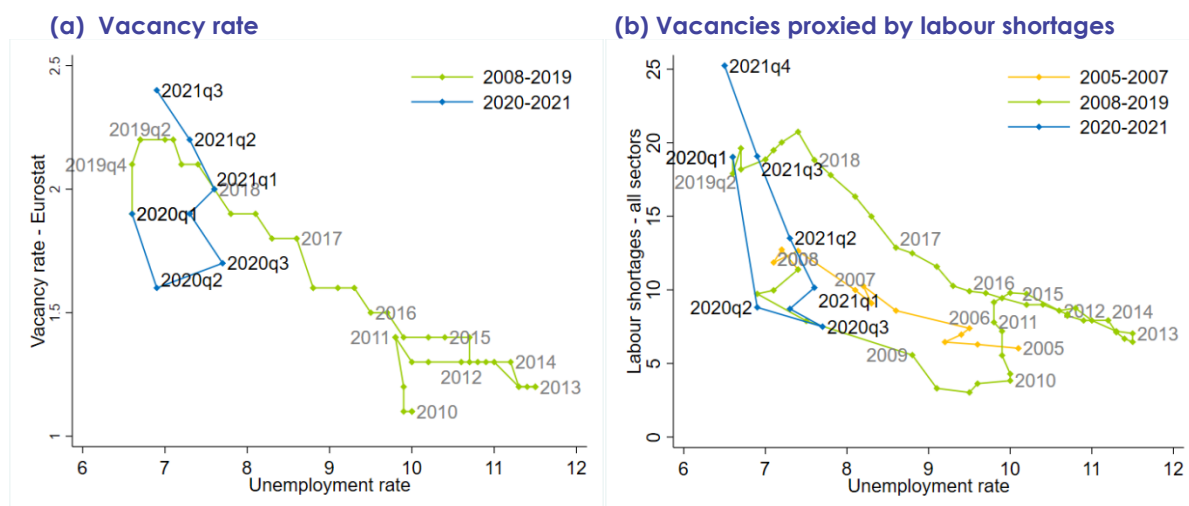 (a) Vacancy rate
2.5
2
1.5
1
Vacancy rate - Eurostat
2008-2019
2020-2021
2021q3
2019q2
2021q2
2019q4
2021q1
2018
2020q1
2017
2020q3
2020q2
2016
2011
2015
2012
2014
2013
2010
6 7 8 9 10 11 12
Unemployment rate
(b) Vacancies proxied by labour shortages
25
20
15
10
5
0
Labour shortages - all sectors
2005-2007
2008-2019
2020-2021
2021q4
2020q1
2018
2019q2
2021q3
2021q2
2017
2008
2007
2016
2015
2020q2
2021q1
2006
2011
2012
2014
2020q3
2013
2009
2005
2010
6 7 8 9 10 11 12
Unemployment rate